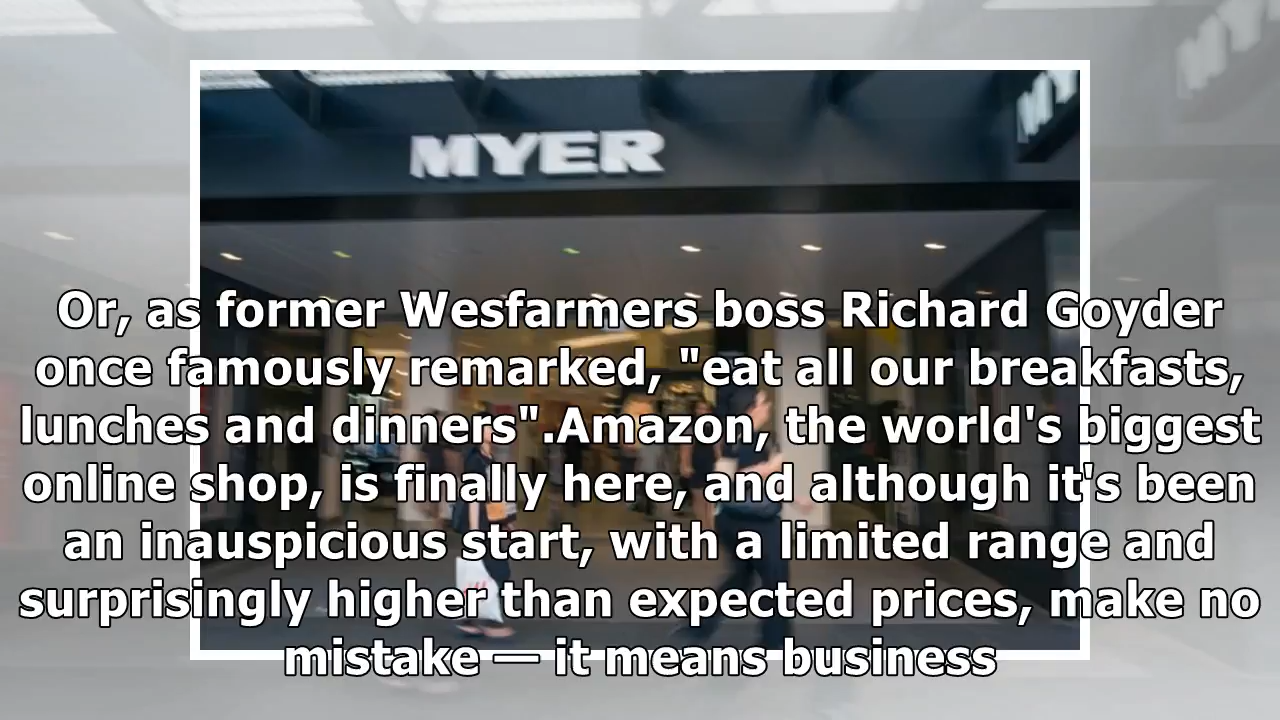 MYER
MY
Or, as former Wesfarmers boss Richard Goyder
once famously remarked, "eat all our breakfasts,
lunches and dinners".Amazon, the world's biggest
online shop, is finally here, and although it's been
an inauspicious start, with a limited range and
surprisingly higher than expected prices, make no
mistake — it means business